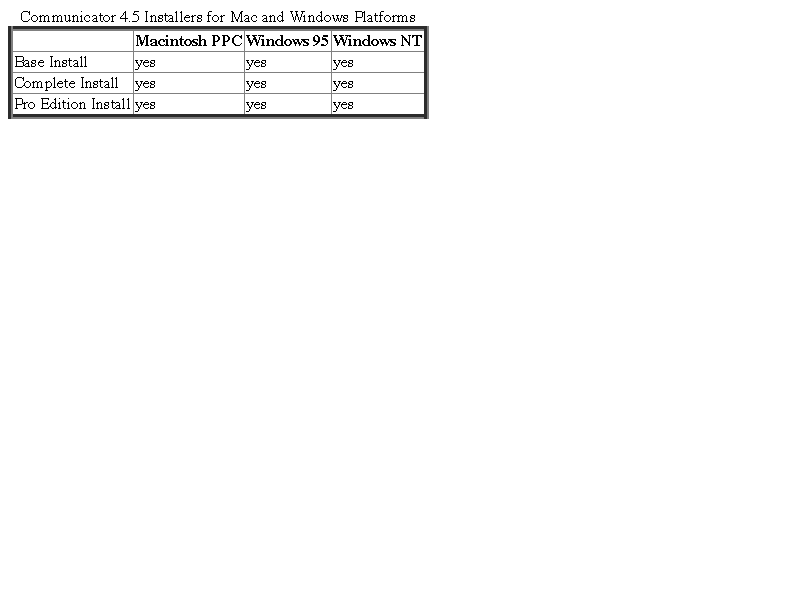 Communicator 4.5 Installers for Mac and Windows Platforms
Macintosh PPC Windows 95 Windows NT
Base Install yes yes yes
Complete Install yes yes yes
Pro Edition Install yes yes yes